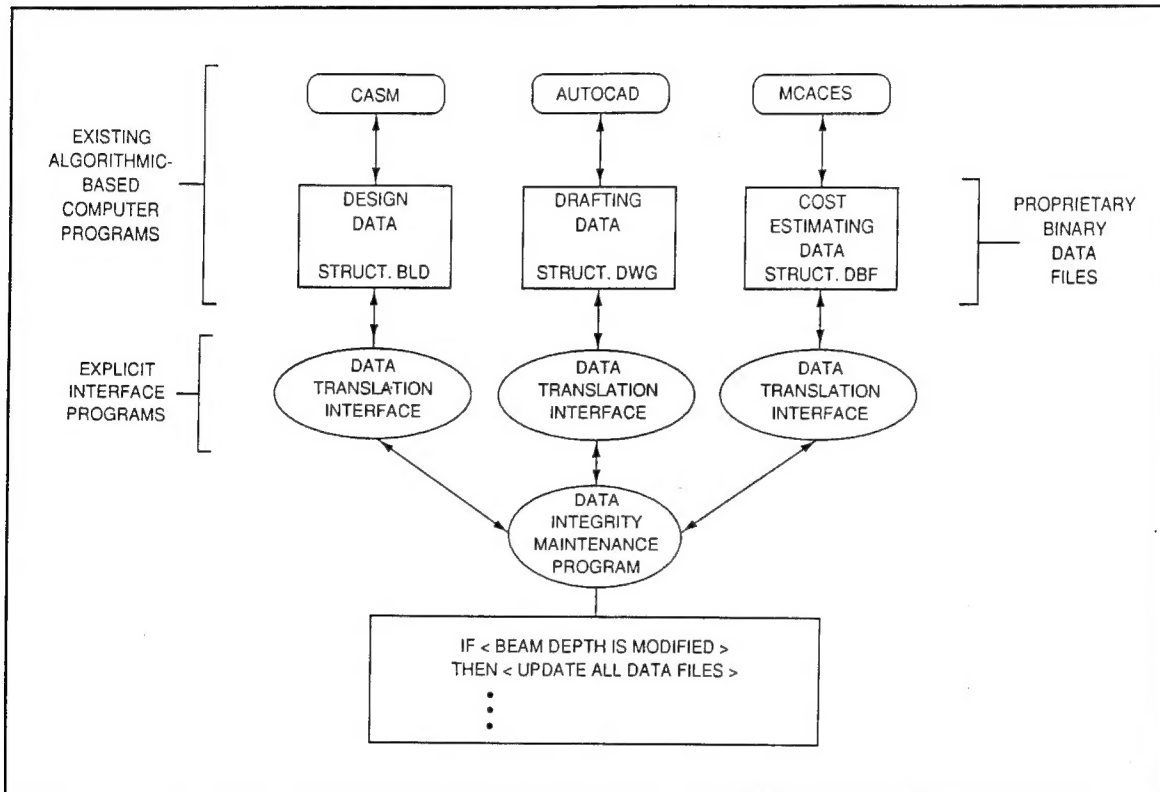 CASM
AUTOCAD
MCACES
EXISTING
ALGORITHMIC-
BASED
COMPUTER
PROGRAMS
DESIGN
DATA
STRUCT. BLD
DRAFTING
DATA
STRUCT. DWG
COST
ESTIMATING
DATA
STRUCT. DBF
PROPRIETARY
BINARY
DATA
FILES
EXPLICIT
INTERFACE
PROGRAMS
DATA
TRANSLATION
INTERFACE
DATA
TRANSLATION
INTERFACE
DATA
TRANSLATION
INTERFACE
DATA
INTEGRITY
MAINTENANCE
PROGRAM
IF < BEAM DEPTH IS MODIFIED >
THEN < UPDATE ALL DATA FILES >